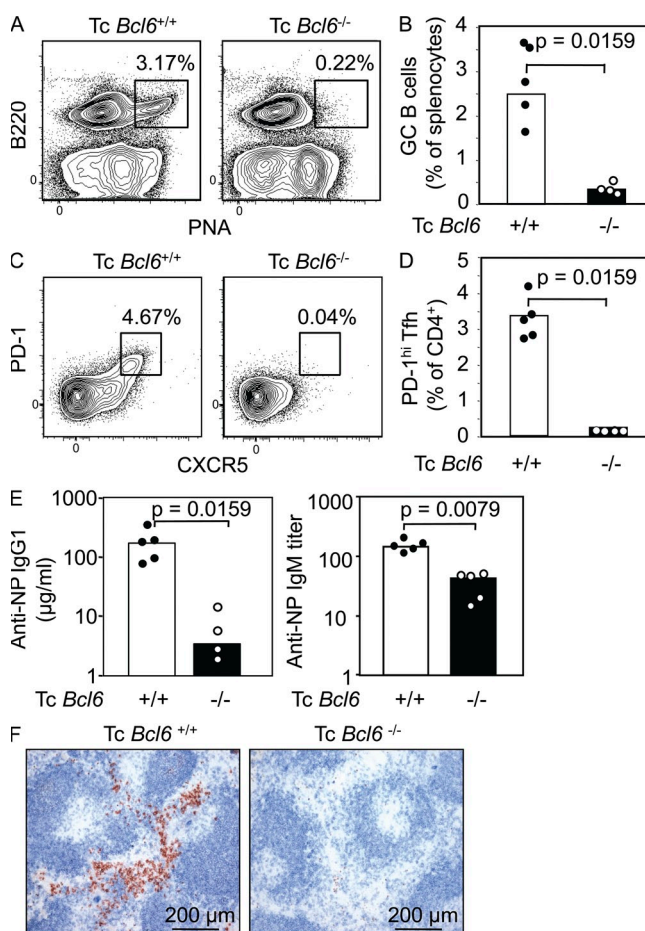 A
Tc Bcl6+/+
Tc Bcl6-/-
B220
3.17%
0.22%
0
0
0
PNA
B
GC B cells
(% of splenocytes)
4
3
2
1
0
p = 0.0159
Tc Bcl6
+/+
-/-
C
Tc Bcl6+/+
Tc Bcl6-/-
PD-1
4.67%
0.04%
0
0
0
CXCR5
D
PD-1hi Tfh
(% of CD4+)
5
4
3
2
1
0
p = 0.0159
Tc Bcl6
+/+
-/-
E
Anti-NP IgG1
(µg/ml)
1000
100
10
1
p = 0.0159
Tc Bcl6
+/+
-/-
Anti-NP IgM titer
1000
100
10
1
p = 0.0079
Tc Bcl6
+/+
-/-
F
Tc Bcl6 +/+
Tc Bcl6 -/-
200 µm
200 µm